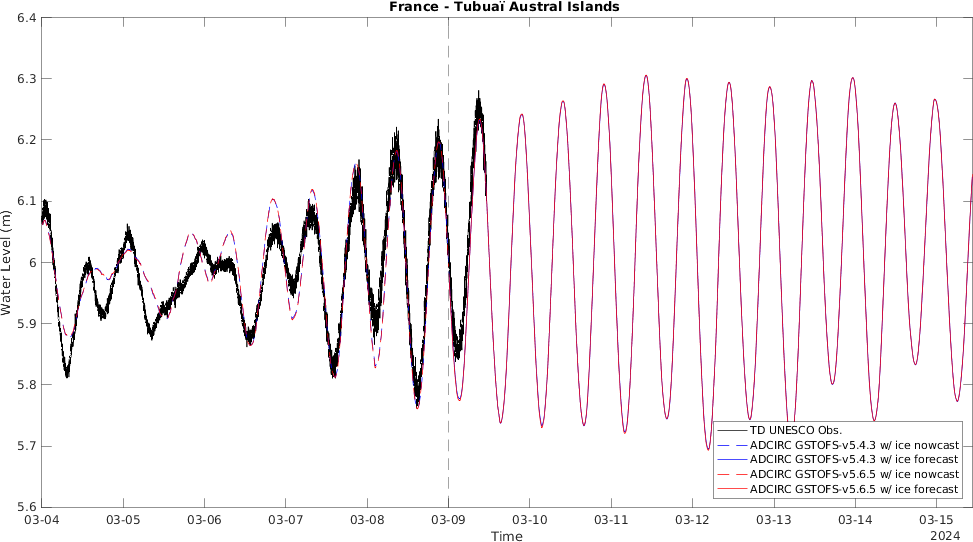 France - Tubuaï Austral Islands
6.4
6.3
6.2
6.1
6
5.9
5.8
5.7
5.6
Water Level (m)
TD UNESCO Obs.
ADCIRC GSTOFS-v5.4.3 w/ ice nowcast
ADCIRC GSTOFS-v5.4.3 w/ ice forecast
ADCIRC GSTOFS-v5.6.5 w/ ice nowcast
ADCIRC GSTOFS-v5.6.5 w/ ice forecast
03-04 03-05 03-06 03-07 03-08 03-09 03-10 03-11 03-12 03-13 03-14 03-15
Time
2024